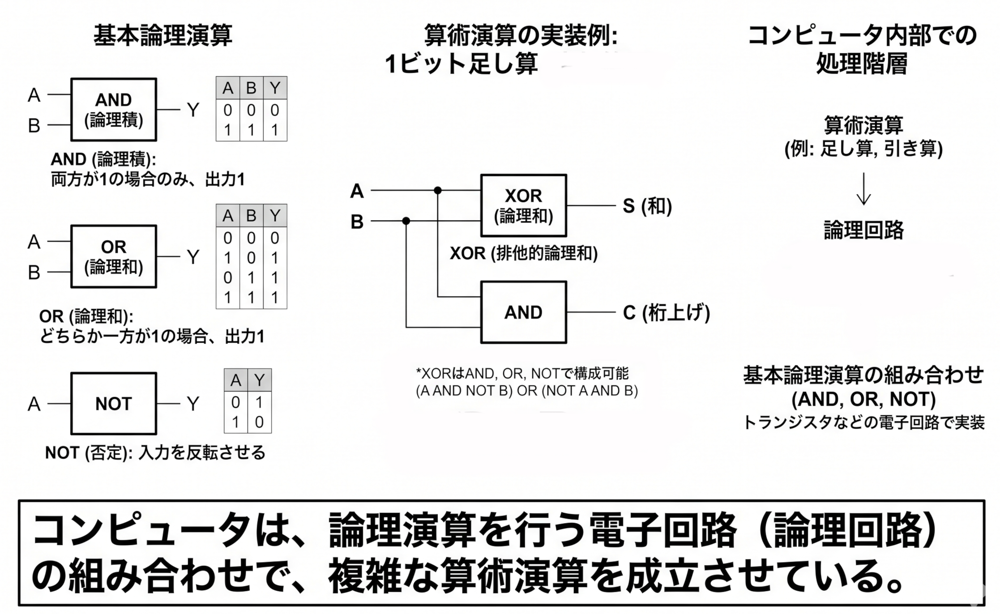 基本論理演算
A
B
AND
(論理積)
Y
A B Y
0 0 0
1 1 1
AND (論理積):
両方が1の場合のみ、出力1
A
B
OR
(論理和)
Y
A B Y
0 0 0
1 0 1
0 1 1
1 1 1
OR (論理和):
どちらか一方が1の場合、出力1
A
NOT
Y
A Y
0 1
1 0
NOT (否定): 入力を反転させる
算術演算の実装例:
1ビット足し算
A
B
XOR
(論理和)
S (和)
XOR (排他的論理和)
AND
C (桁上げ)
*XORはAND, OR, NOTで構成可能
(A AND NOT B) OR (NOT A AND B)
コンピュータ内部での
処理階層
算術演算
(例: 足し算, 引き算)
論理回路
基本論理演算の組み合わせ
(AND, OR, NOT)
トランジスタなどの電子回路で実装
コンピュータは、論理演算を行う電子回路（論理回路）
の組み合わせで、複雑な算術演算を成立させている。